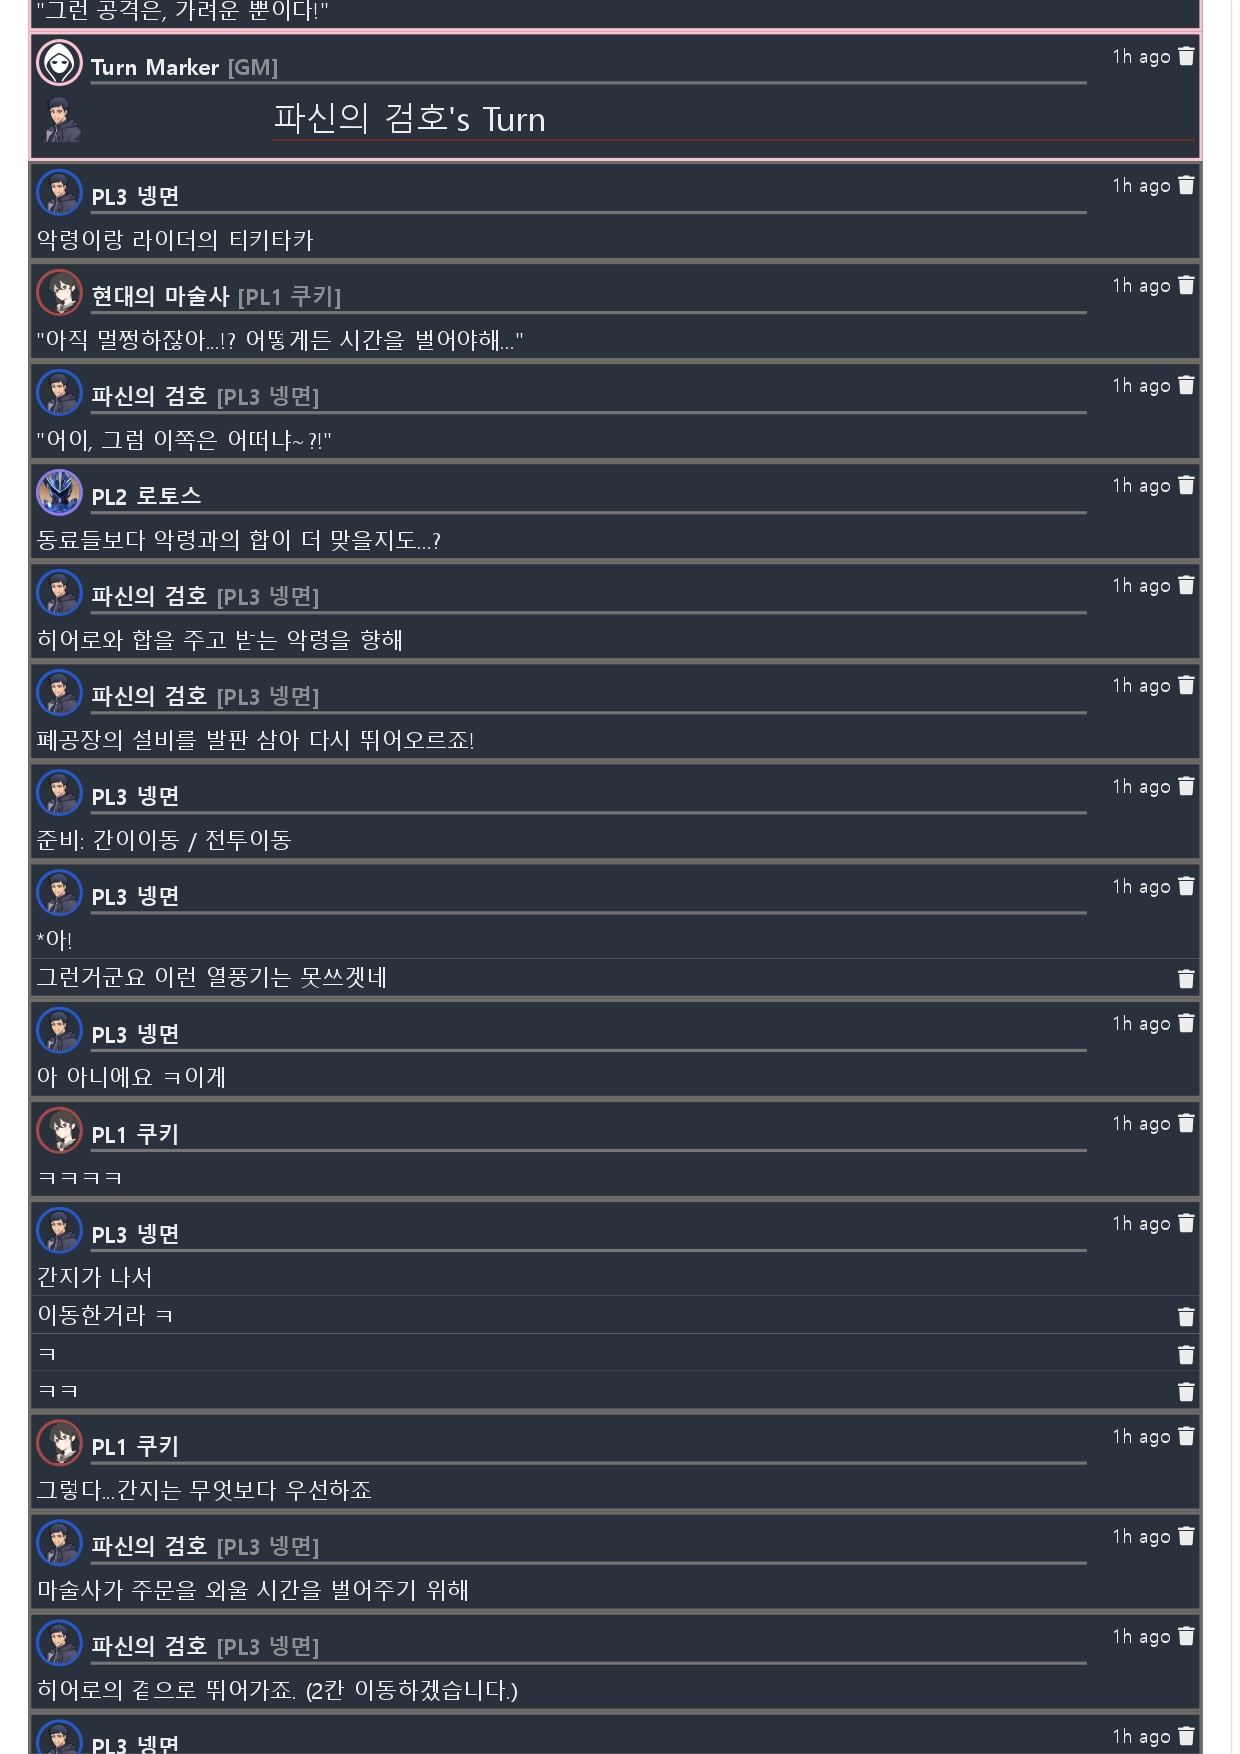 "그런 공격은, 가려운 뿐이다!"
Turn Marker [GM]
1h ago
파신의 검호's Turn
PL3 넹면
1h ago
악령이랑 라이더의 티키타카
현대의 마술사 [PL1 쿠키]
1h ago
"아직 멀쩡하잖아...!? 어떻게든 시간을 벌어야해..."
파신의 검호 [PL3 넹면]
1h ago
"어이, 그럼 이쪽은 어떠냐~?!"
PL2 로토스
1h ago
동료들보다 악령과의 합이 더 맞을지도...?
파신의 검호 [PL3 넹면]
1h ago
히어로와 합을 주고 받는 악령을 향해
파신의 검호 [PL3 넹면]
1h ago
폐공장의 설비를 발판 삼아 다시 뛰어오르죠!
PL3 넹면
1h ago
준비: 간이이동 / 전투이동
PL3 넹면
1h ago
*아!
그런거군요 이런 열풍기는 못쓰겟네
PL3 넹면
1h ago
아 아니에요 ㅋ이게
PL1 쿠키
1h ago
ㅋㅋㅋㅋ
PL3 넹면
1h ago
간지가 나서
이동한거라 ㅋ
ㅋ
ㅋㅋ
PL1 쿠키
1h ago
그렇다...간지는 무엇보다 우선하죠
파신의 검호 [PL3 넹면]
1h ago
마술사가 주문을 외울 시간을 벌어주기 위해
파신의 검호 [PL3 넹면]
1h ago
히어로의 곁으로 뛰어가죠. (2칸 이동하겠습니다.)
PL3 넹면
1h ago